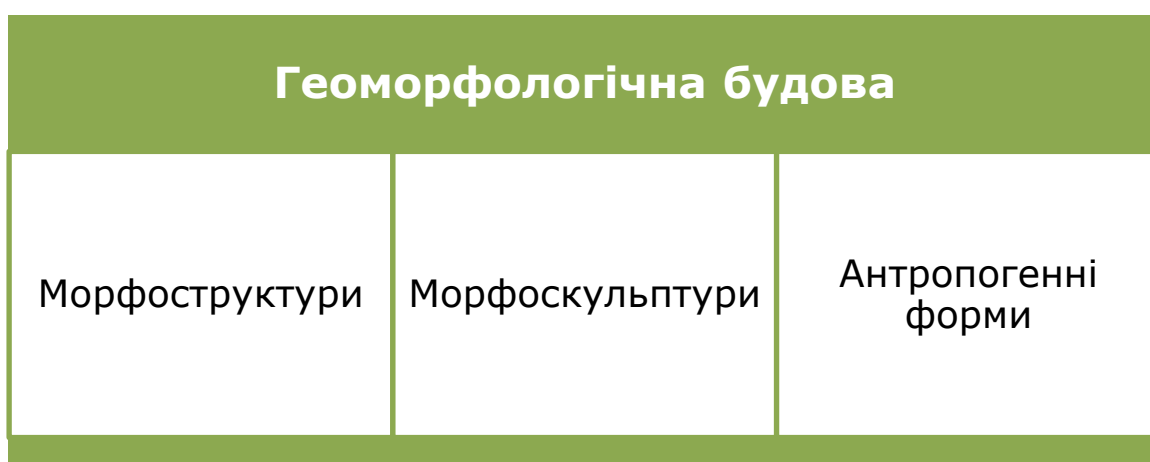 Геоморфологічна будова
Морфоструктури
Морфоскульптури
Антропогенні
форми